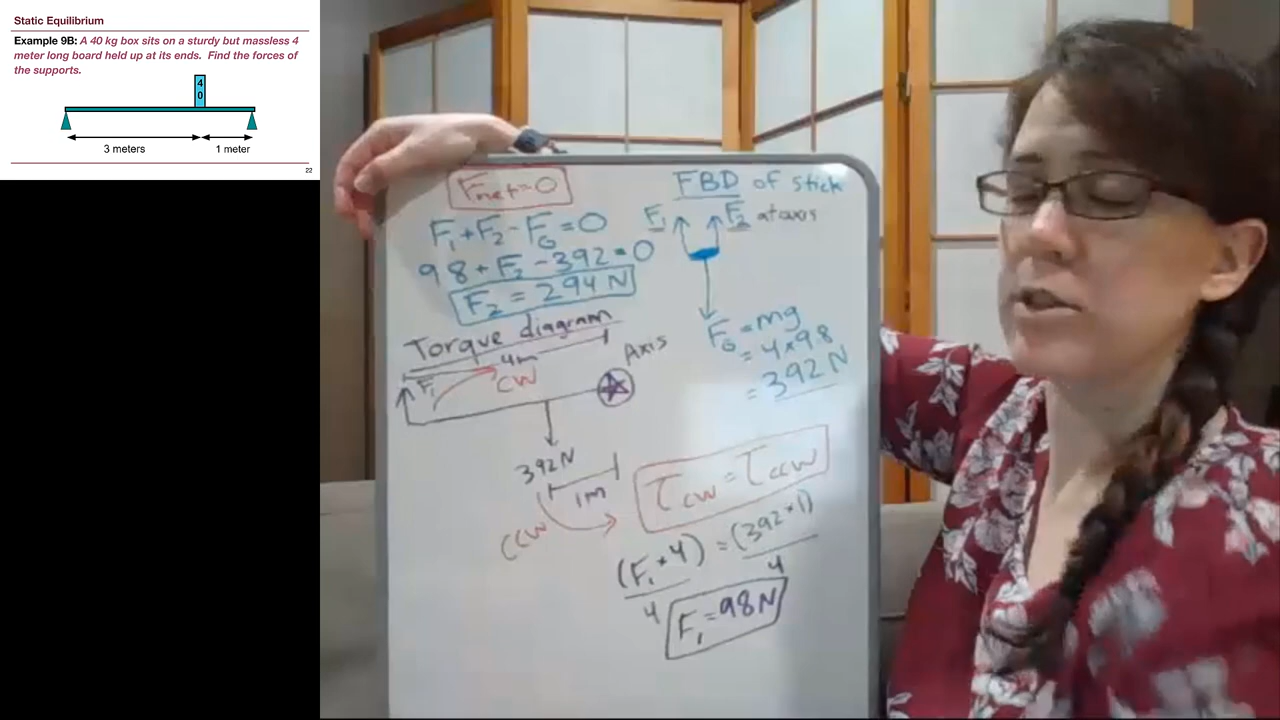 Static Equilibrium
Example 9B: A 40 kg box sits on a sturdy but massless 4
meter long board held up at its ends. Find the forces of
the supports.
4
0
3 meters
1 meter
22
Fnet=0
F1+F2-FG=0
98+F2-392=0
F2=294N
FBD of stick
F1
F2 at axis
FG=mg
=4*9.8
=392N
Torque diagram
4m
Axis
F1
CW
392N
1m
CCW
τCW=τCCW
(F1*4)=(392*1)
4
4
F1=98N